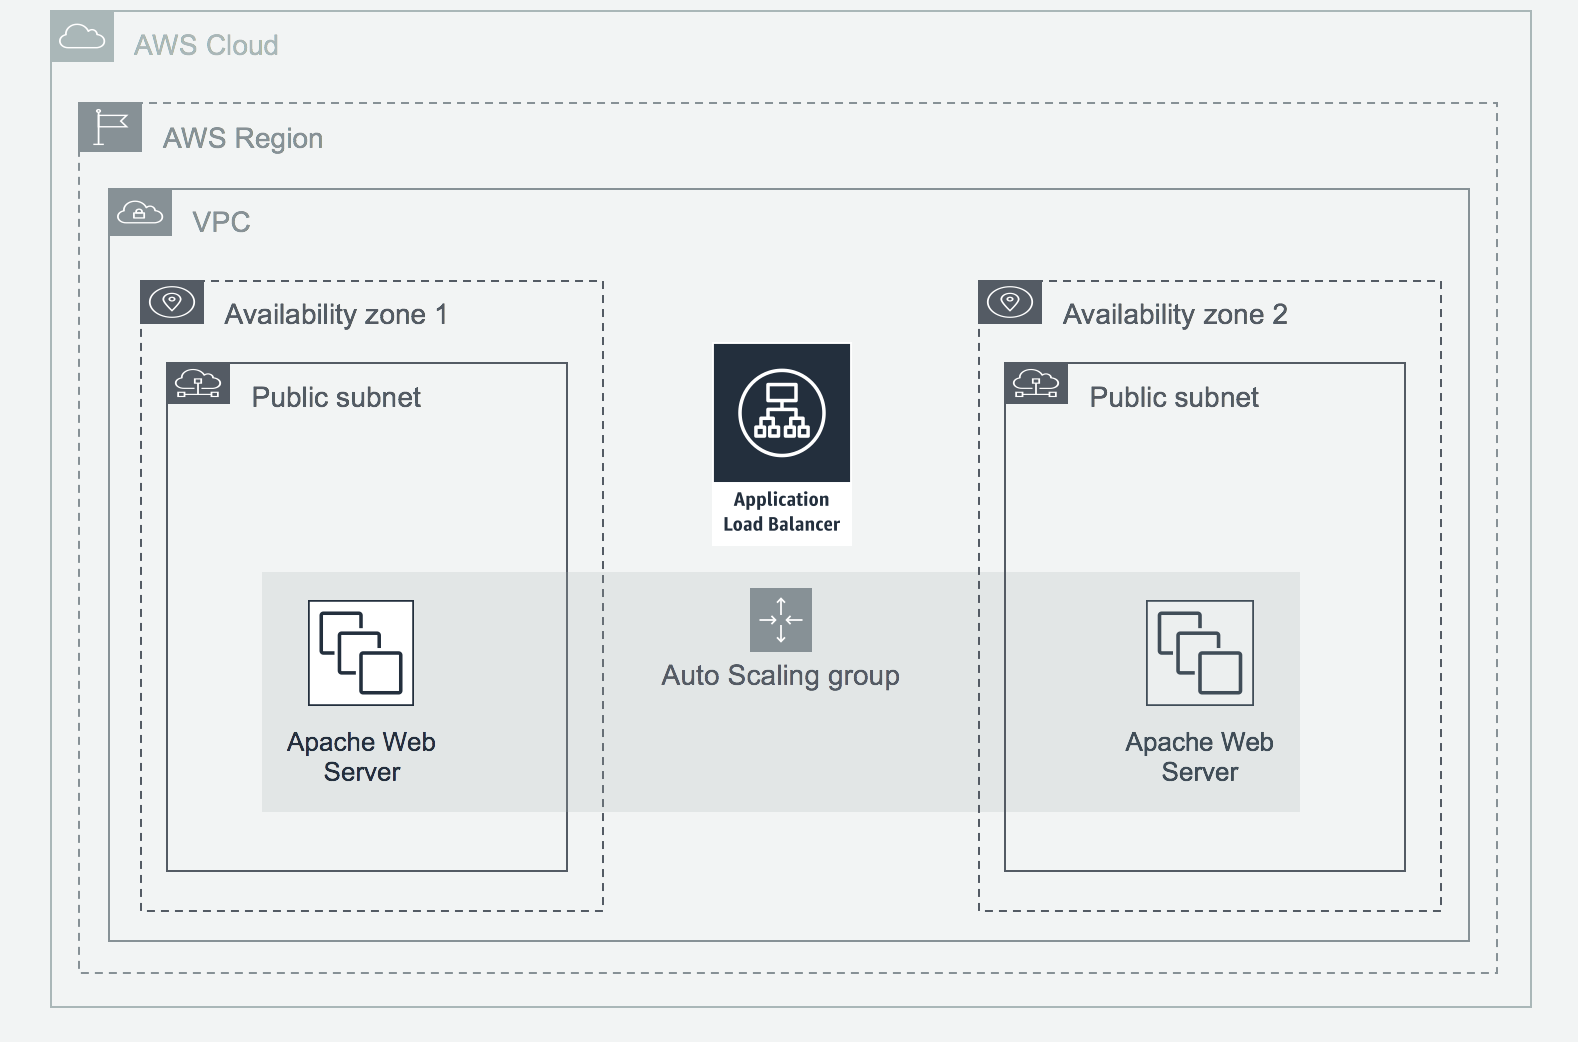 AWS Cloud
AWS Region
VPC
Availability zone 1
Availability zone 2
Public subnet
Public subnet
Application
Load Balancer
Auto Scaling group
Apache Web
Server
Apache Web
Server